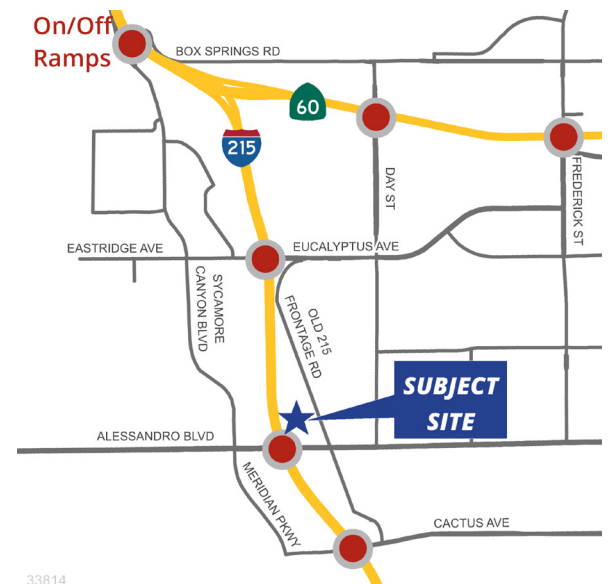 On/Off
Ramps
BOX SPRINGS RD
60
215
DAY ST
FREDERICK ST
EASTRIDGE AVE
EUCALYPTUS AVE
SYCAMORE
CANYON BLVD
OLD 215
FRONTAGE RD
SUBJECT
SITE
ALESSANDRO BLVD
MERIDIAN PKWY
CACTUS AVE
33814